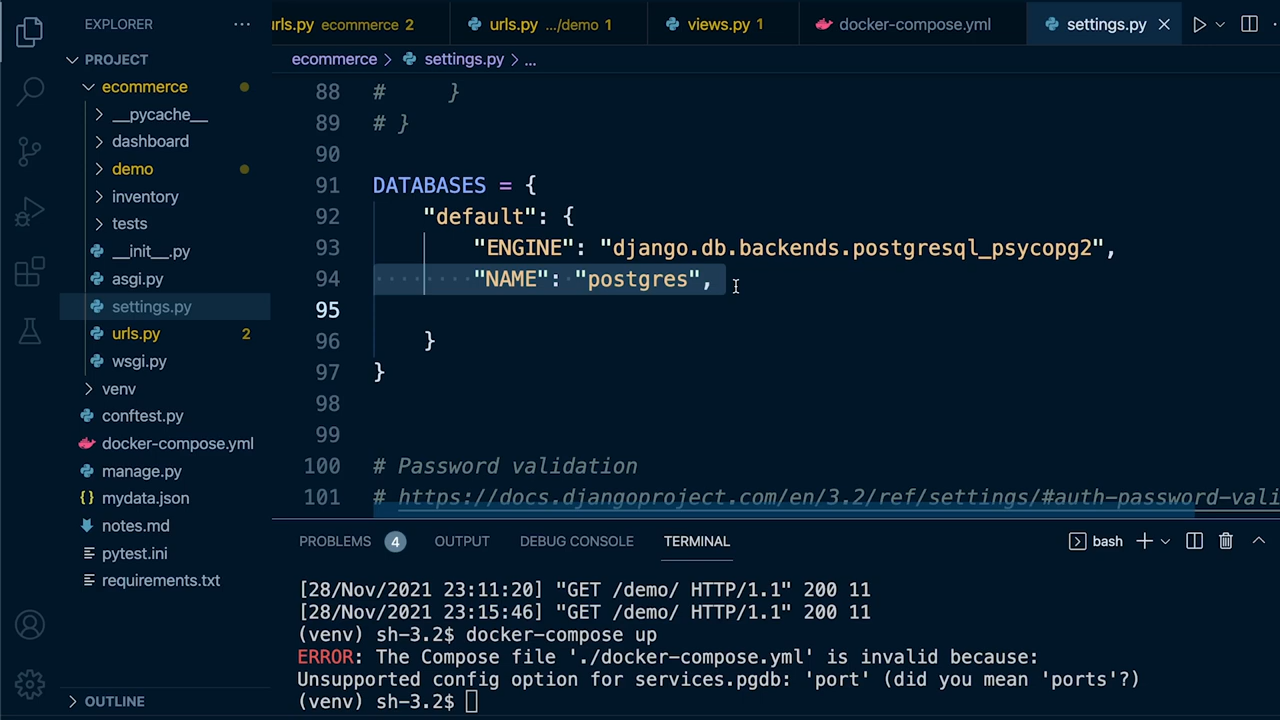 EXPLORER
urls.py ecommerce 2
urls.py .../demo 1
views.py 1
docker-compose.yml
settings.py
PROJECT
ecommerce > settings.py > ...
ecommerce
__pycache__
dashboard
demo
inventory
tests
__init__.py
asgi.py
settings.py
urls.py 2
wsgi.py
venv
conftest.py
docker-compose.yml
manage.py
{} mydata.json
notes.md
pytest.ini
requirements.txt
OUTLINE
88 #     }
89 # }
90
91 DATABASES = {
92     "default": {
93         "ENGINE": "django.db.backends.postgresql_psycopg2",
94         "NAME": "postgres",
95
96     }
97 }
98
99
100 # Password validation
101 # https://docs.djangoproject.com/en/3.2/ref/settings/#auth-password-vali
PROBLEMS 4 OUTPUT DEBUG CONSOLE TERMINAL bash
[28/Nov/2021 23:11:20] "GET /demo/ HTTP/1.1" 200 11
[28/Nov/2021 23:15:46] "GET /demo/ HTTP/1.1" 200 11
(venv) sh-3.2$ docker-compose up
ERROR: The Compose file './docker-compose.yml' is invalid because:
Unsupported config option for services.pgdb: 'port' (did you mean 'ports'?)
(venv) sh-3.2$